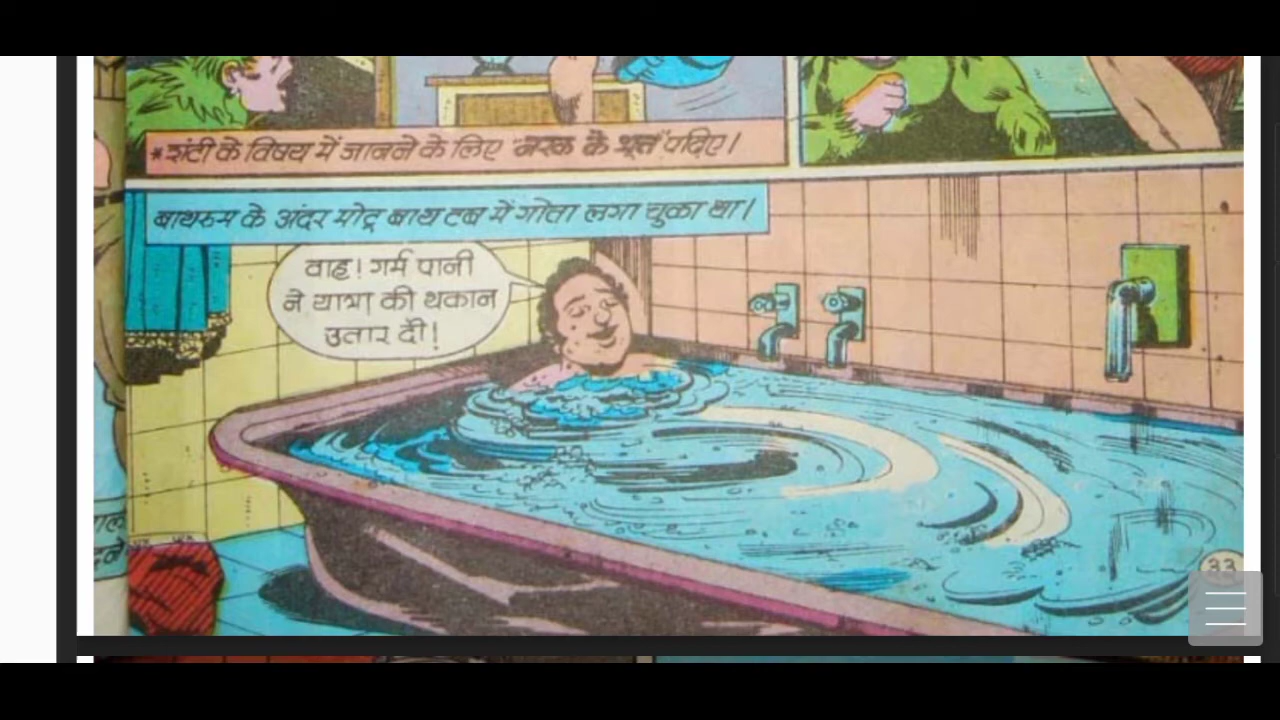 *शंटी के विषय में जानने के लिए "नरक के भूत" पढ़िए।
बाथरुम के अंदर मोटू बाथ टब में गोता लगा चुका था।
वाह! गर्म पानी
ने यात्रा की थकान
उतार दी!
33